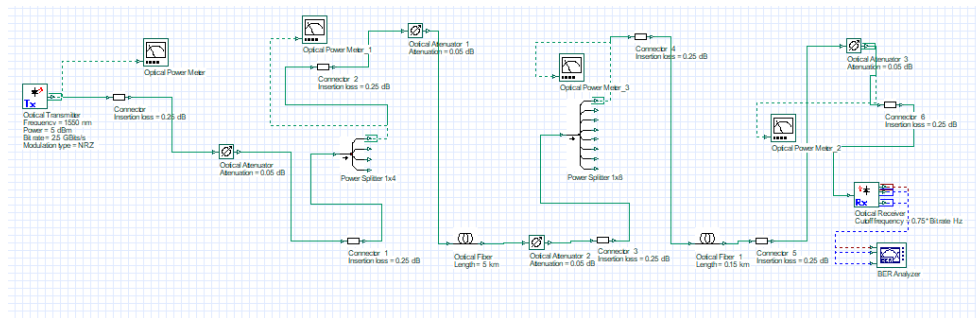 Optical Power Meter_1
Optical Attenuator 1
Attenuation = 0.05 dB
Connector 4
Insertion loss = 0.25 dB
Optical Attenuator 3
Attenuation = 0.05 dB
Optical Power Meter
Connector 2
Insertion loss = 0.25 dB
Optical Power Meter_3
Tx
Optical Transmitter
Frequency = 1550 nm
Power = 5 dBm
Bit rate = 2.5 GBits/s
Modulation type = NRZ
Connector
Insertion loss = 0.25 dB
Connector 6
Insertion loss = 0.25 dB
Optical Power Meter_2
Optical Attenuator
Attenuation = 0.05 dB
Power Splitter 1x4
Power Splitter 1x8
Rx
Optical Receiver
Cutoff frequency = 0.75*Bit rate Hz
Connector 1
Insertion loss = 0.25 dB
Optical Fiber
Length = 5 km
Optical Attenuator 2
Attenuation = 0.05 dB
Connector 3
Insertion loss = 0.25 dB
Optical Fiber 1
Length = 0.15 km
Connector 5
Insertion loss = 0.25 dB
BER Analyzer